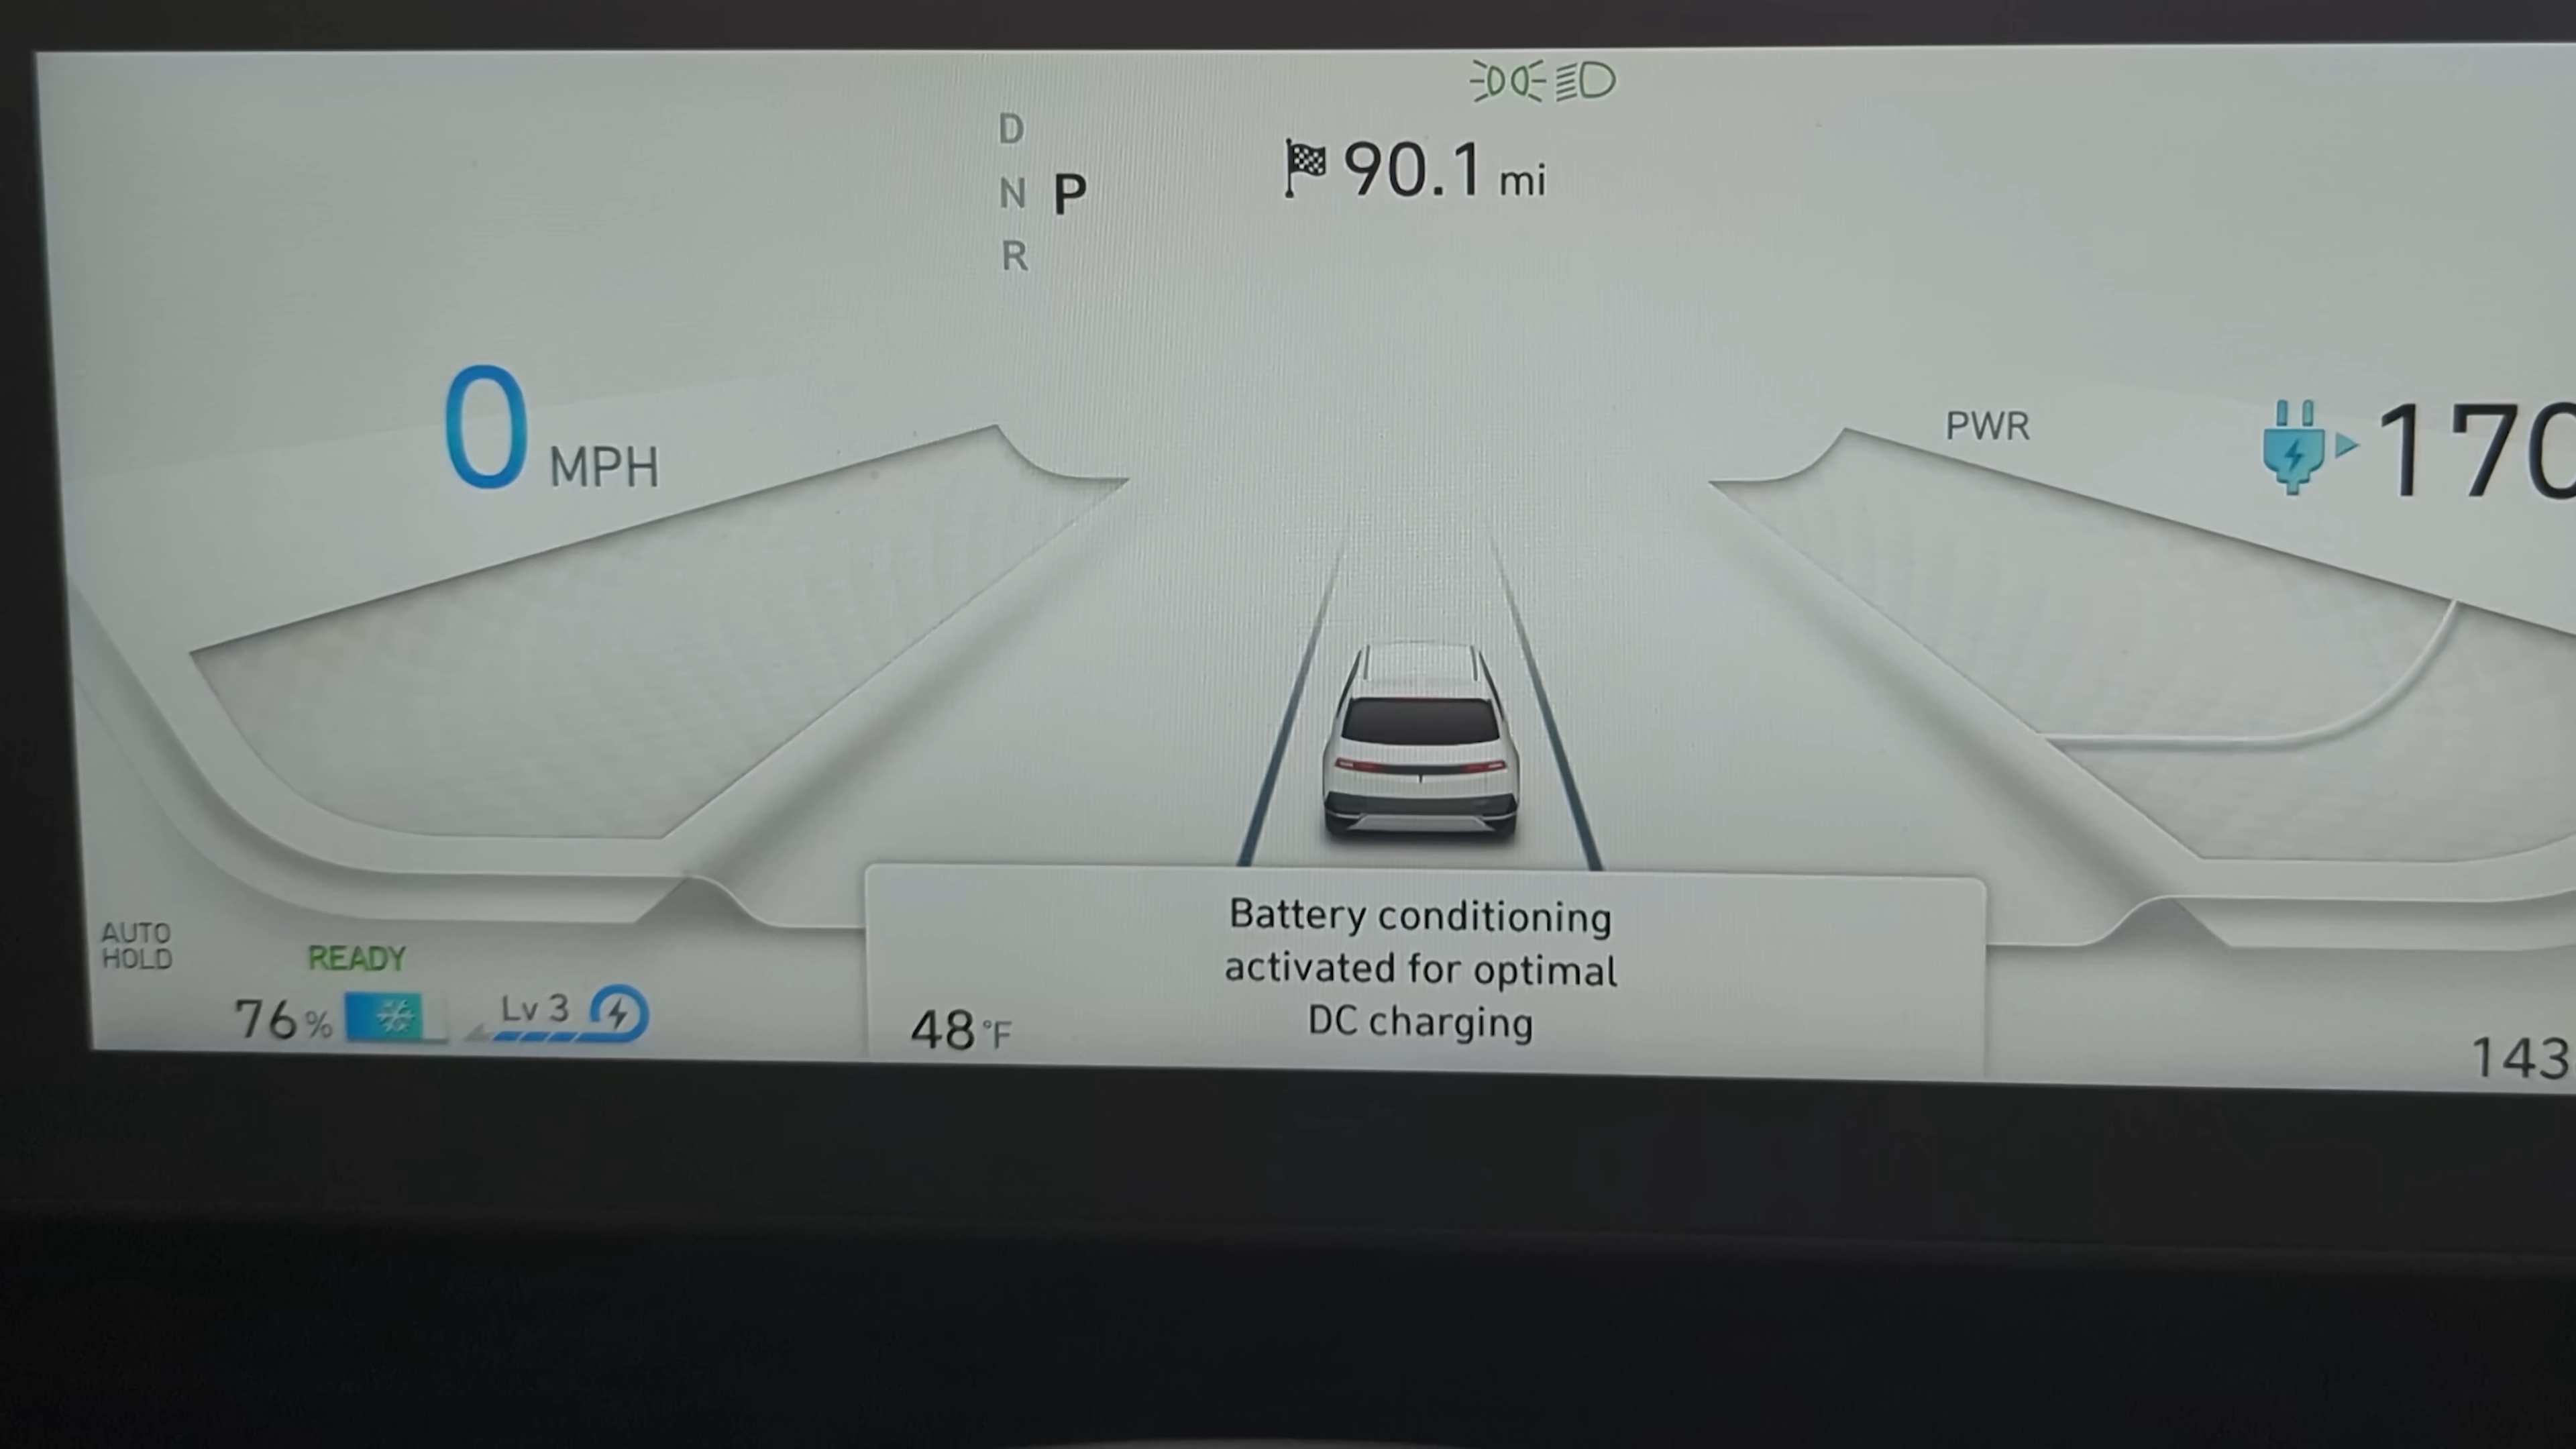 D
N P
R
90.1 mi
0 MPH
PWR
170
AUTO
HOLD
READY
76%
Lv 3
48°F
Battery conditioning
activated for optimal
DC charging
143